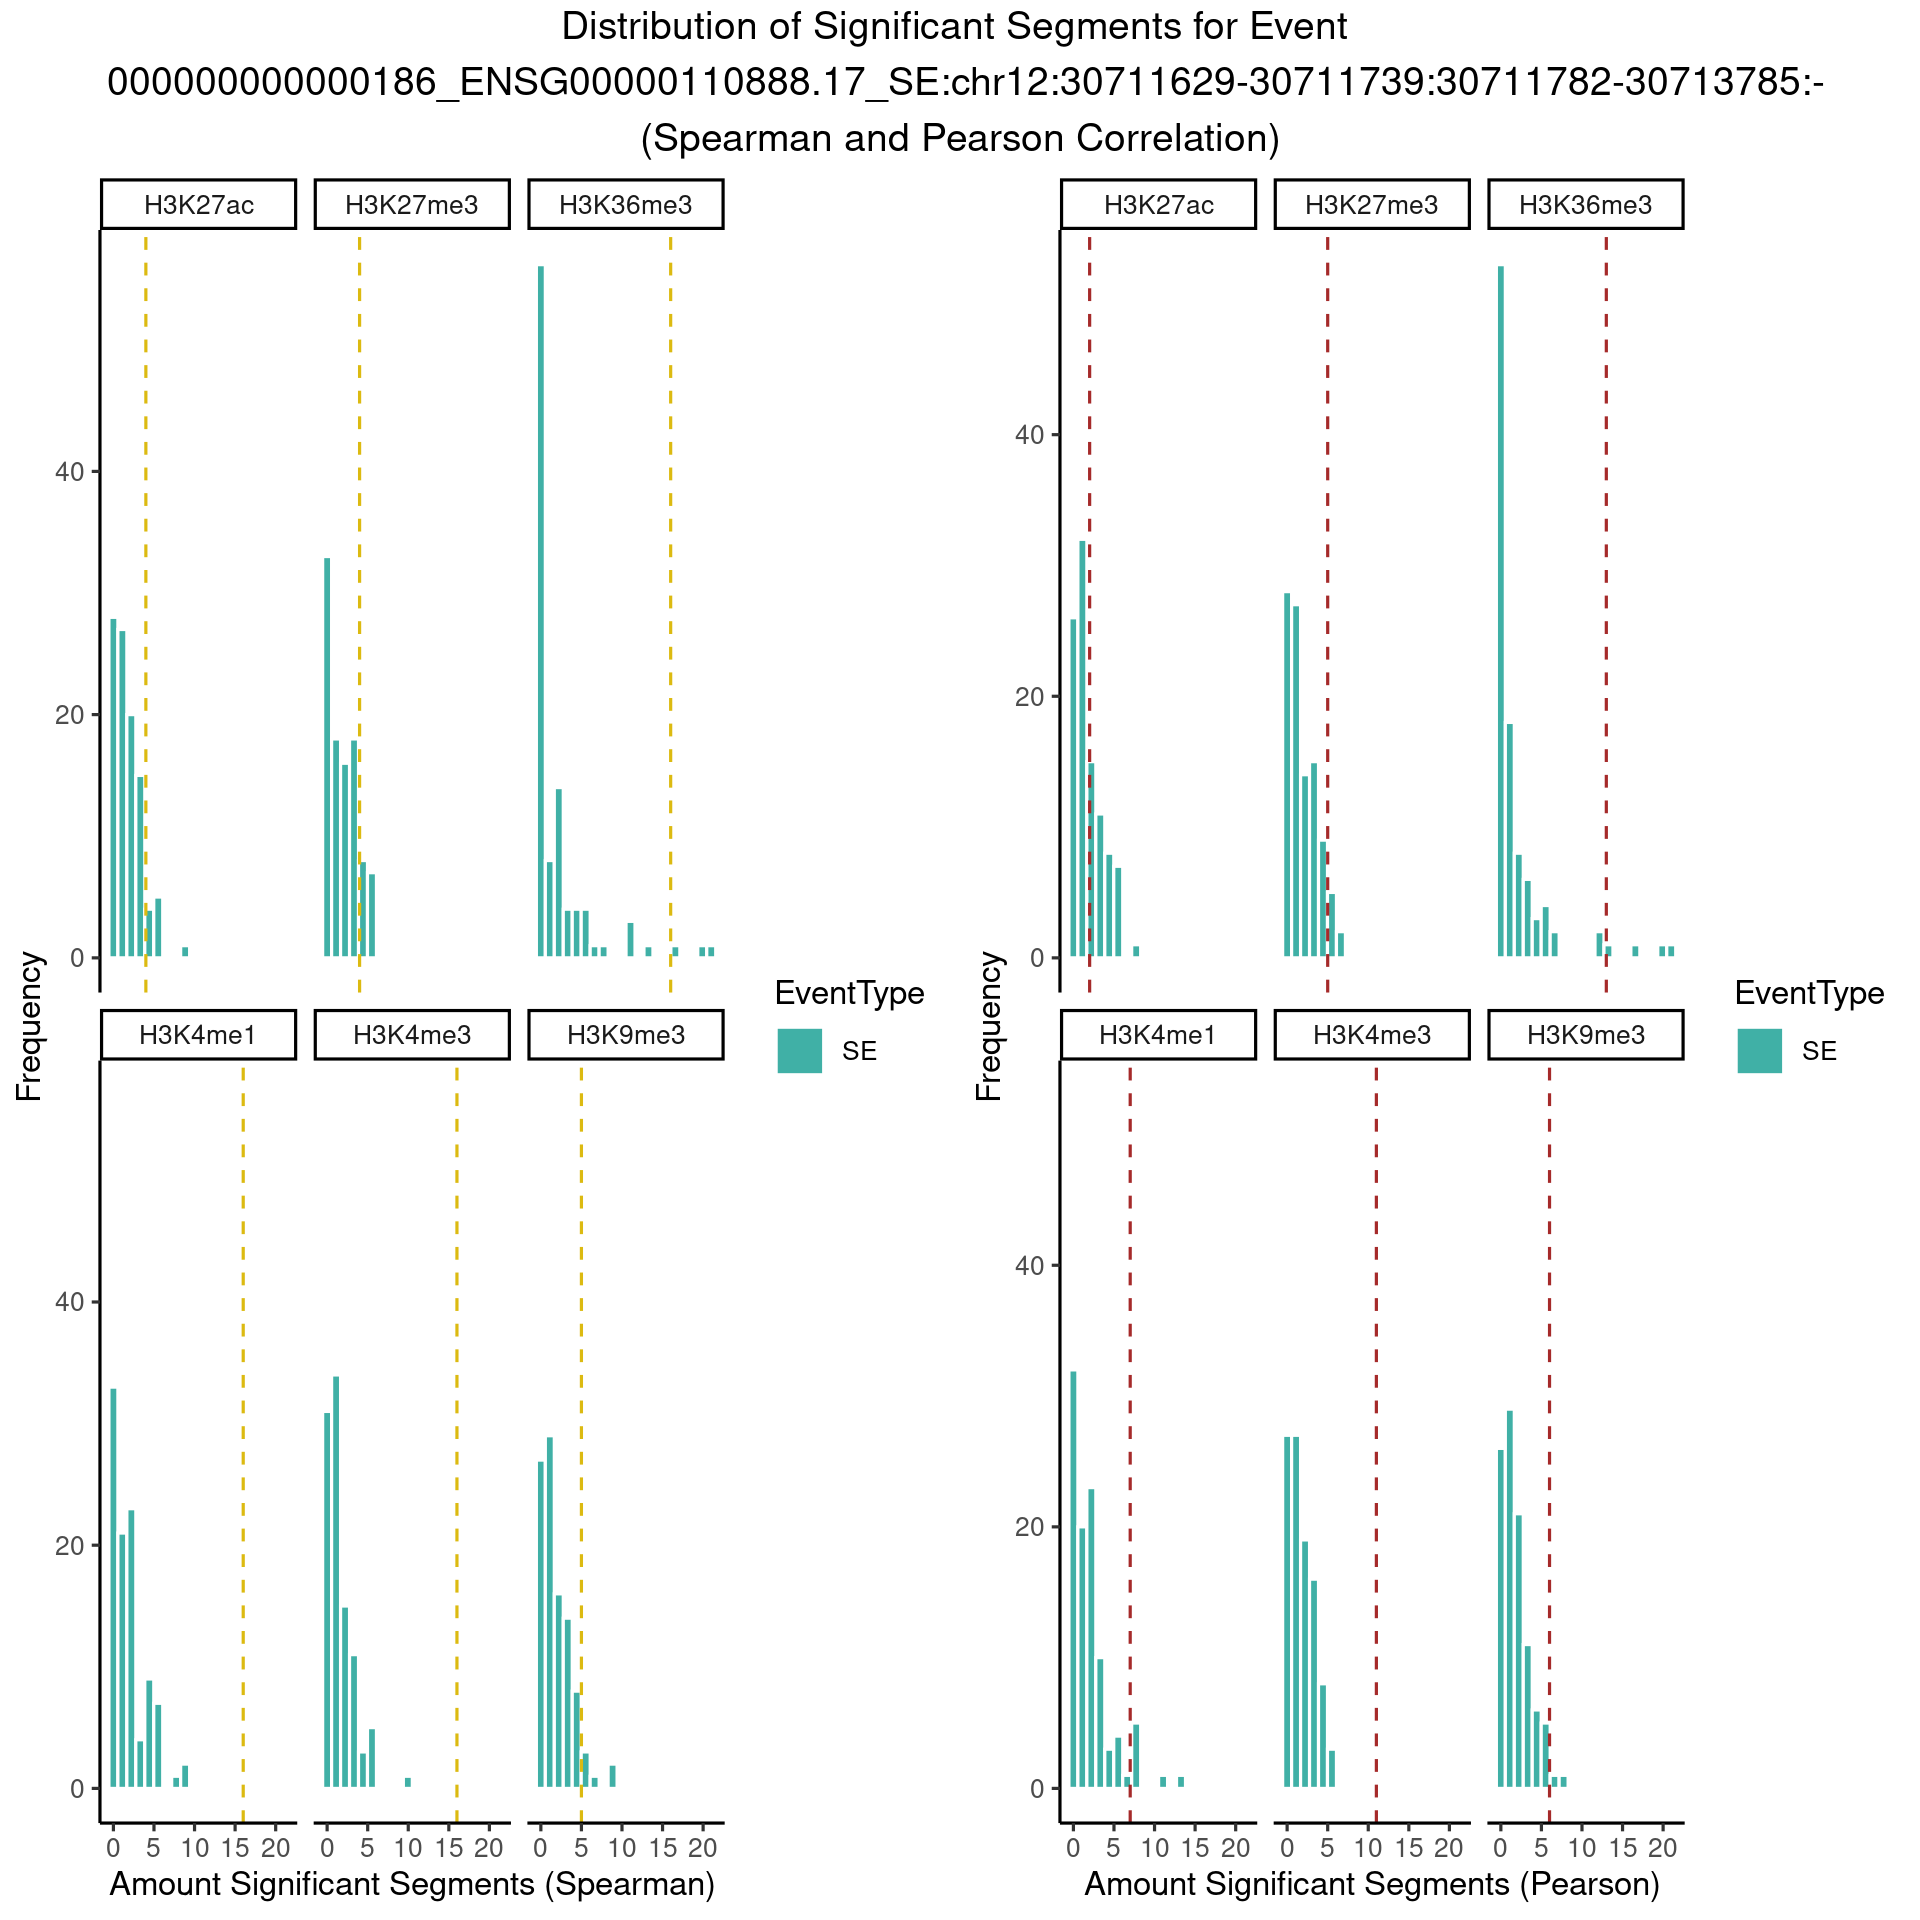 Distribution of Significant Segments for Event
000000000000186_ENSG00000110888.17_SE:chr12:30711629-30711739:30711782-30713785:-
(Spearman and Pearson Correlation)
H3K27ac H3K27me3 H3K36me3
40
20
0
H3K4me1 H3K4me3 H3K9me3
40
20
0
0 5 10 15 20 0 5 10 15 20 0 5 10 15 20
Amount Significant Segments (Spearman)
Frequency
EventType
SE
H3K27ac H3K27me3 H3K36me3
40
20
0
H3K4me1 H3K4me3 H3K9me3
40
20
0
0 5 10 15 20 0 5 10 15 20 0 5 10 15 20
Amount Significant Segments (Pearson)
Frequency
EventType
SE